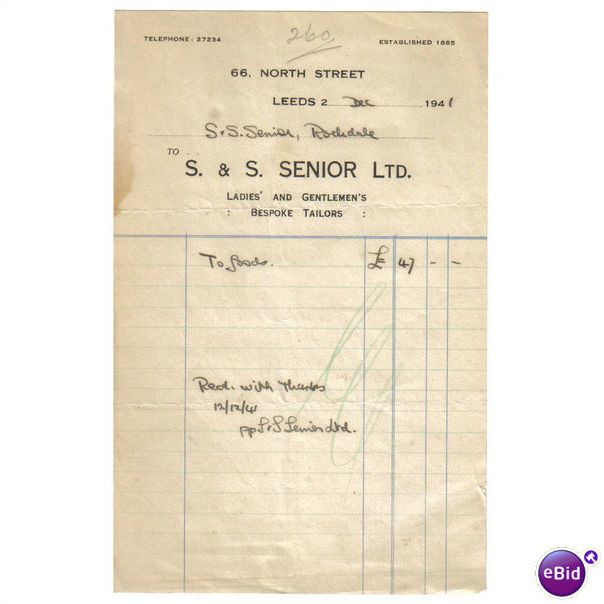 260.
TELEPHONE: 27234
ESTABLISHED 1885
66, NORTH STREET
LEEDS 2 Dec 1941
S.&S. Senior, Rochdale
TO
S. & S. SENIOR LTD.
LADIES' AND GENTLEMEN'S
: BESPOKE TAILORS :
To Goods. £ 47 - -
Recd. with Thanks
12/12/41
pp S&S Senior Ltd.
eBid